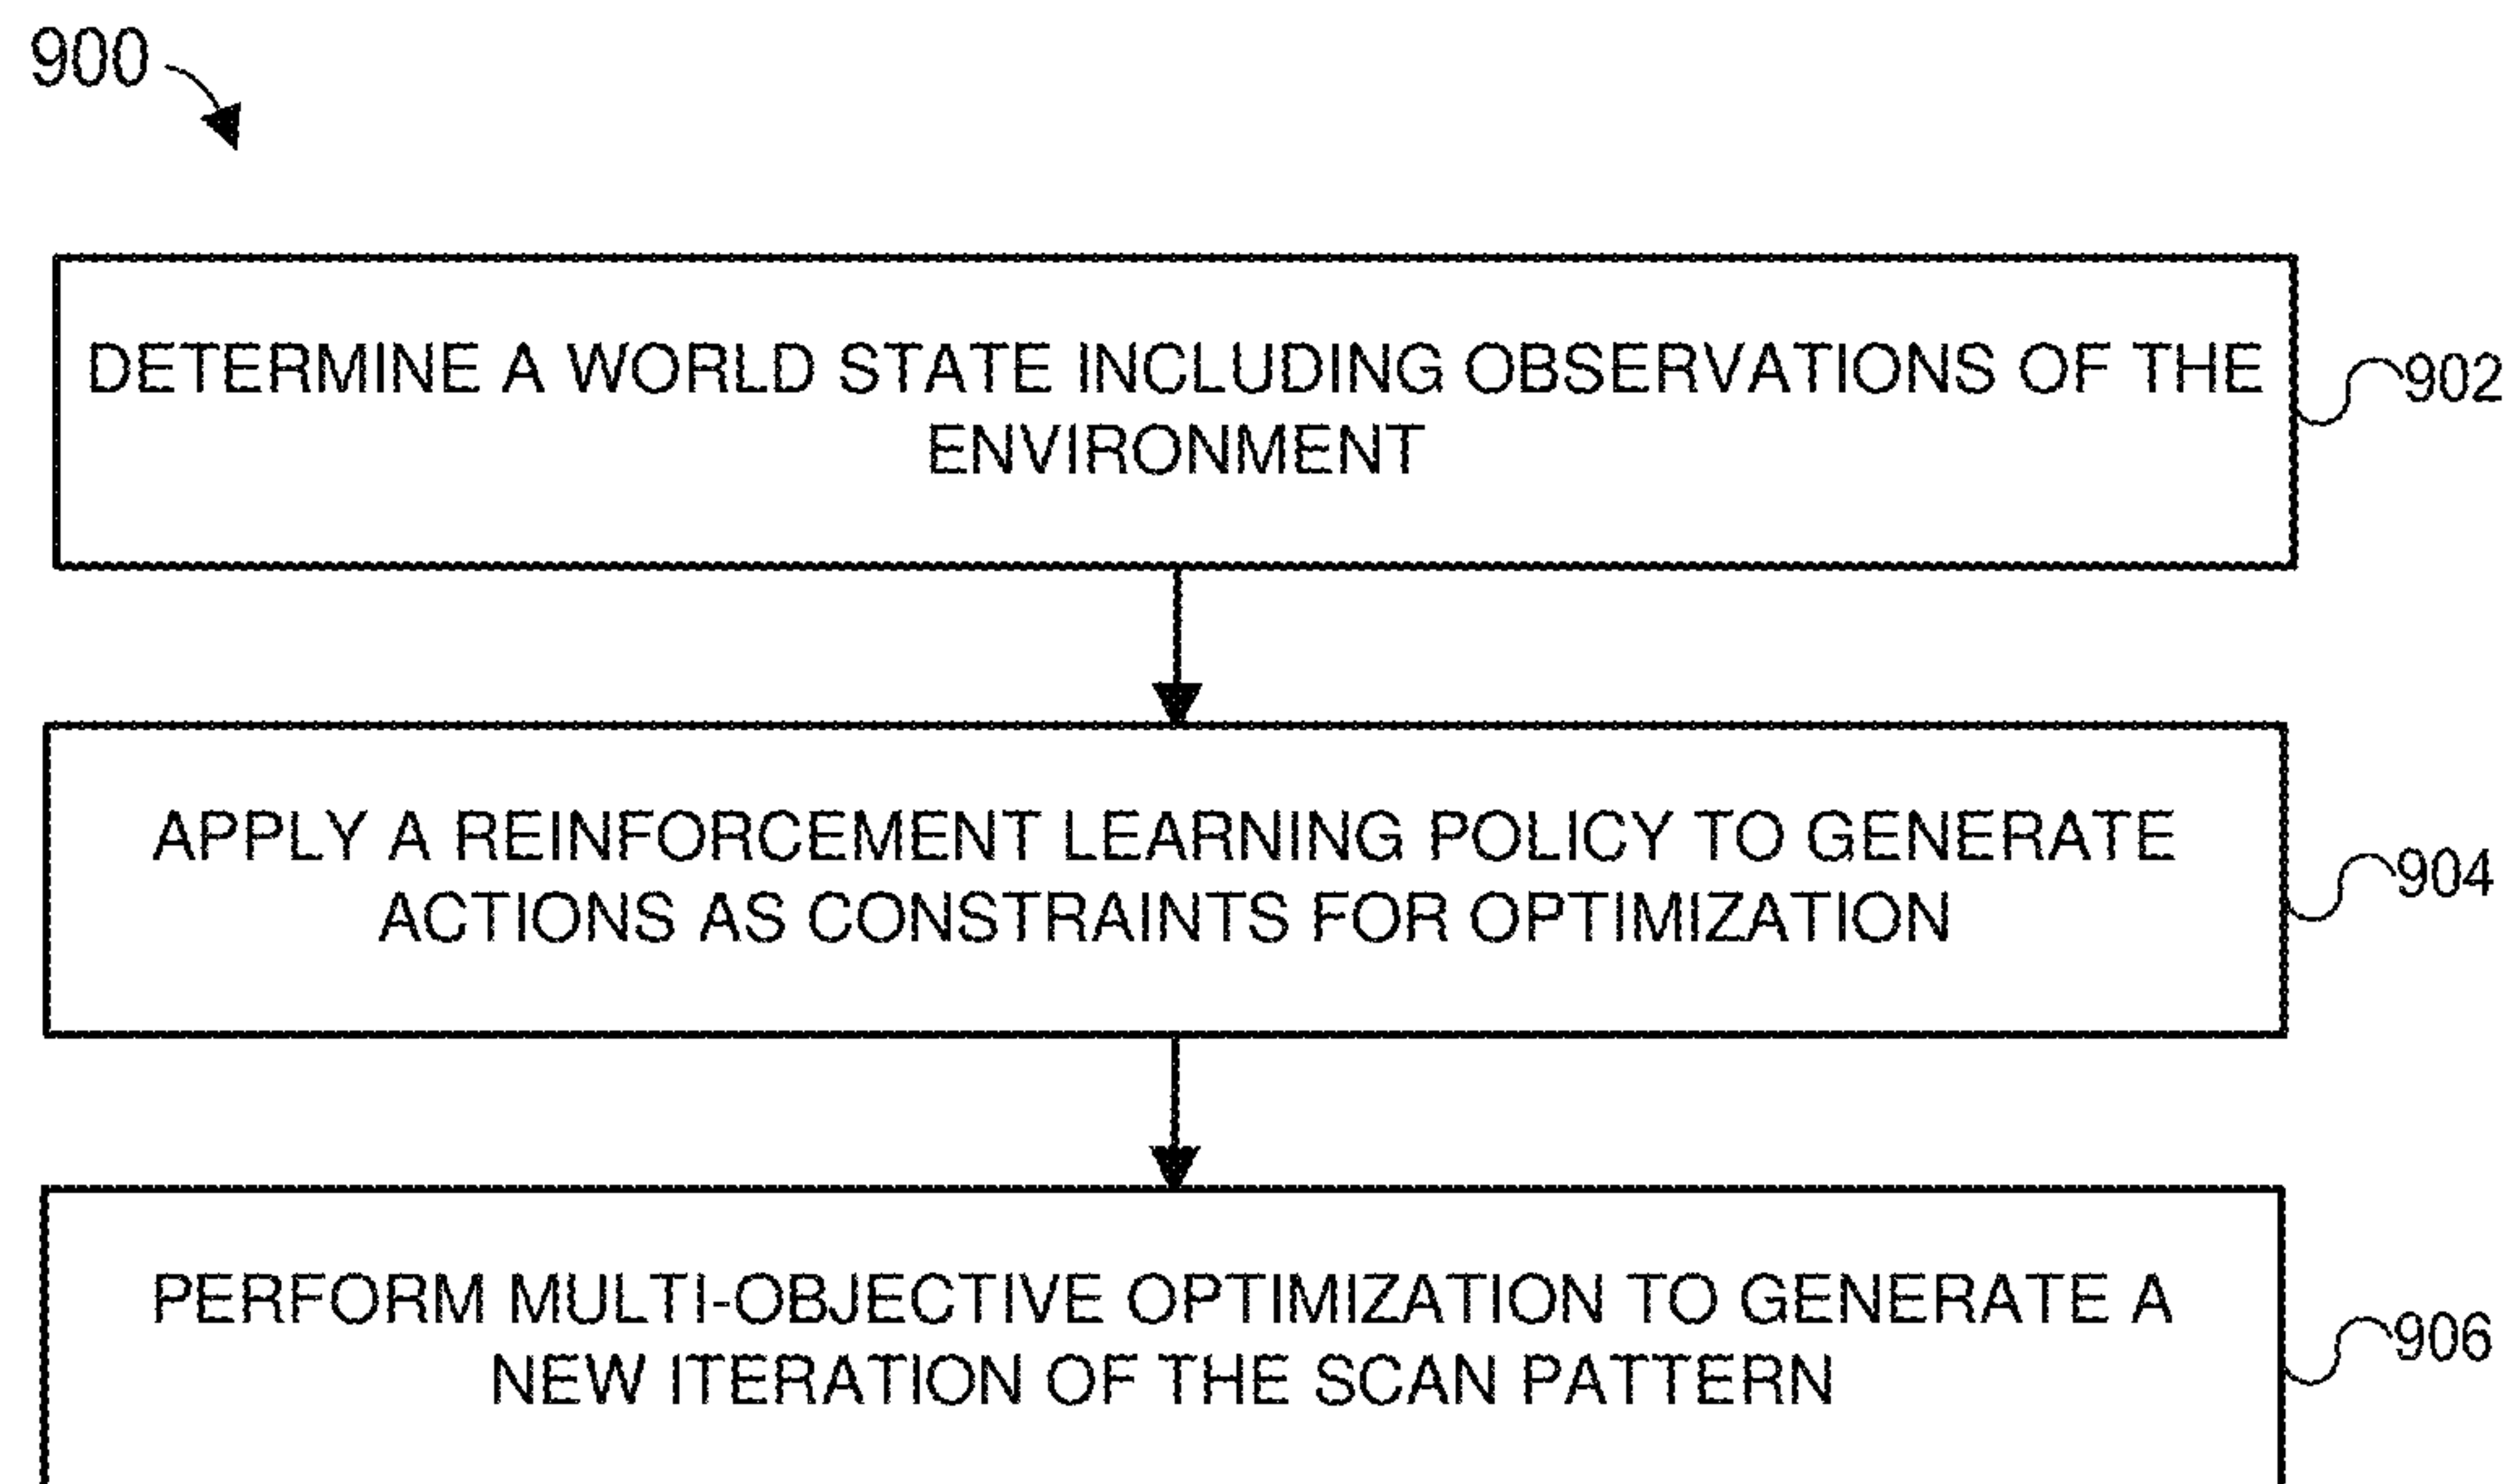 900
DETERMINE A WORLD STATE INCLUDING OBSERVATIONS OF THE
ENVIRONMENT
902
APPLY A REINFORCEMENT LEARNING POLICY TO GENERATE
ACTIONS AS CONSTRAINTS FOR OPTIMIZATION
904
PERFORM MULTI-OBJECTIVE OPTIMIZATION TO GENERATE A
NEW ITERATION OF THE SCAN PATTERN
906